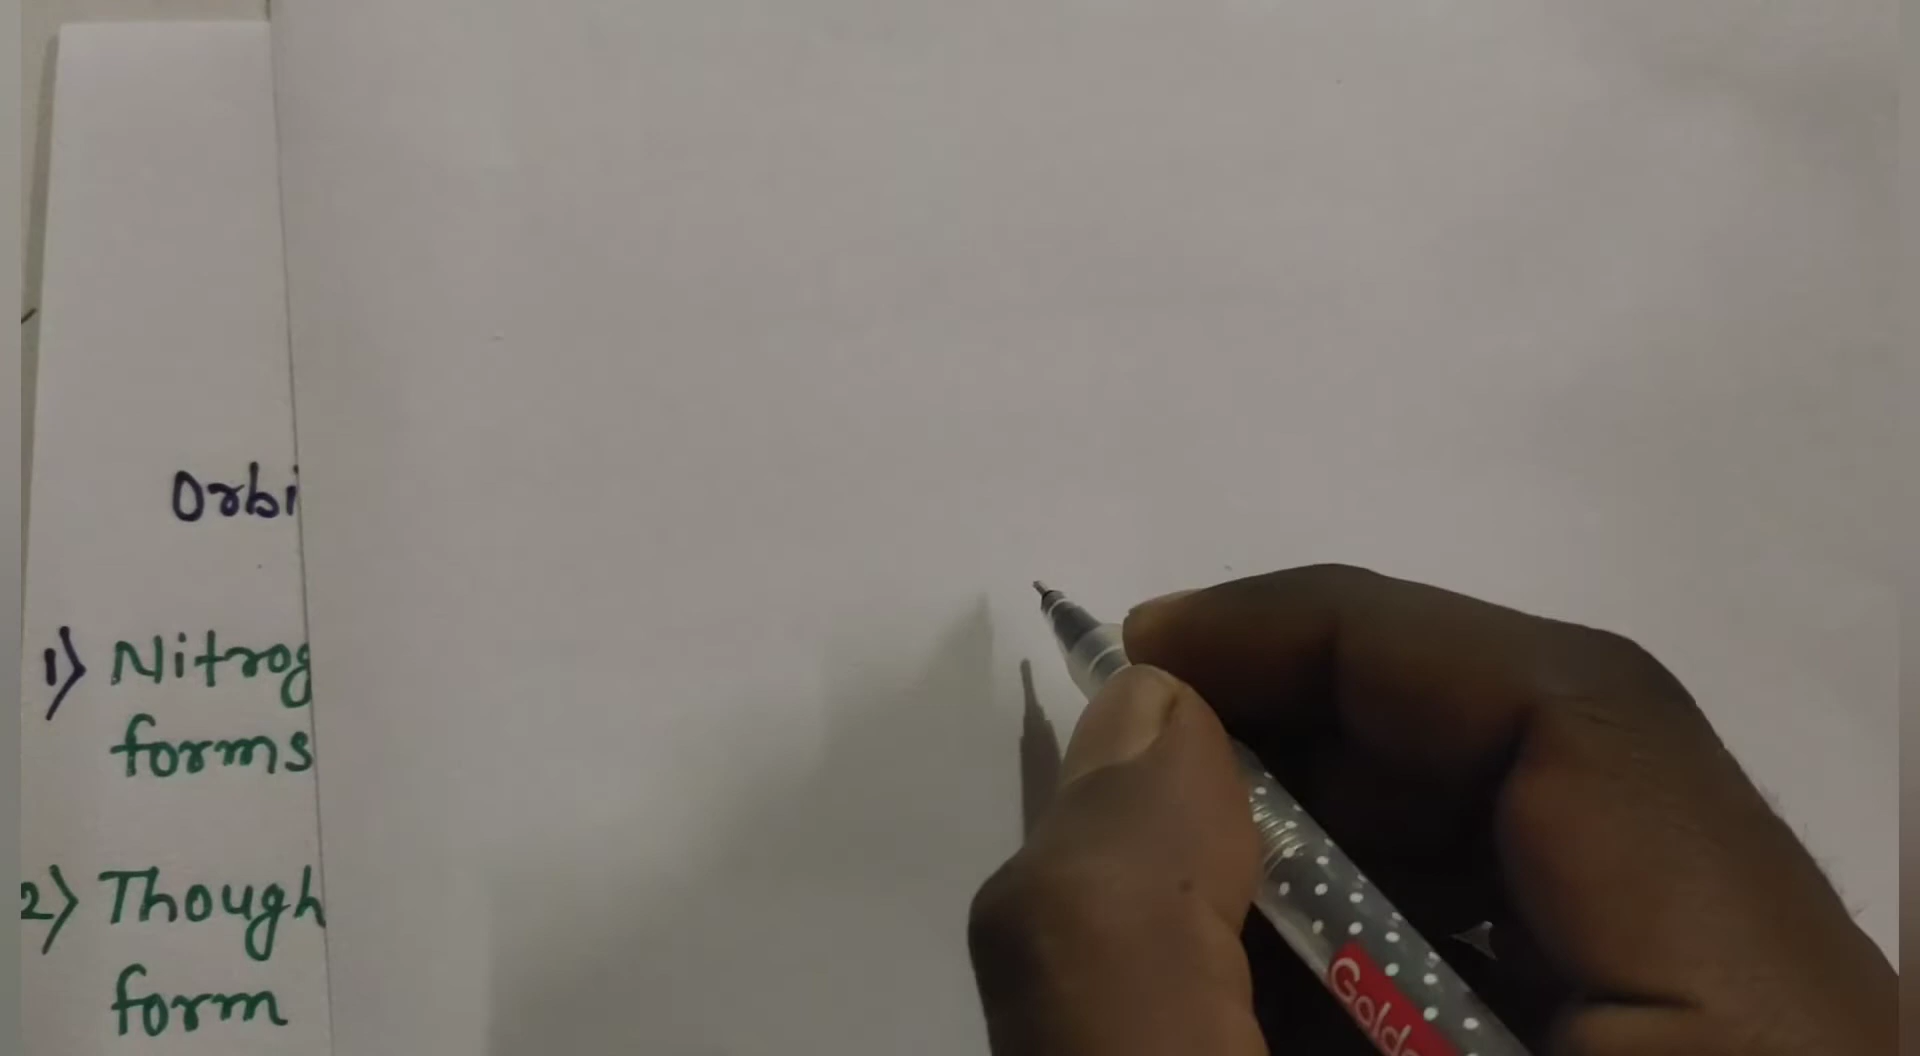 Orbi
1) Nitrog
forms
2) Though
form
Golde